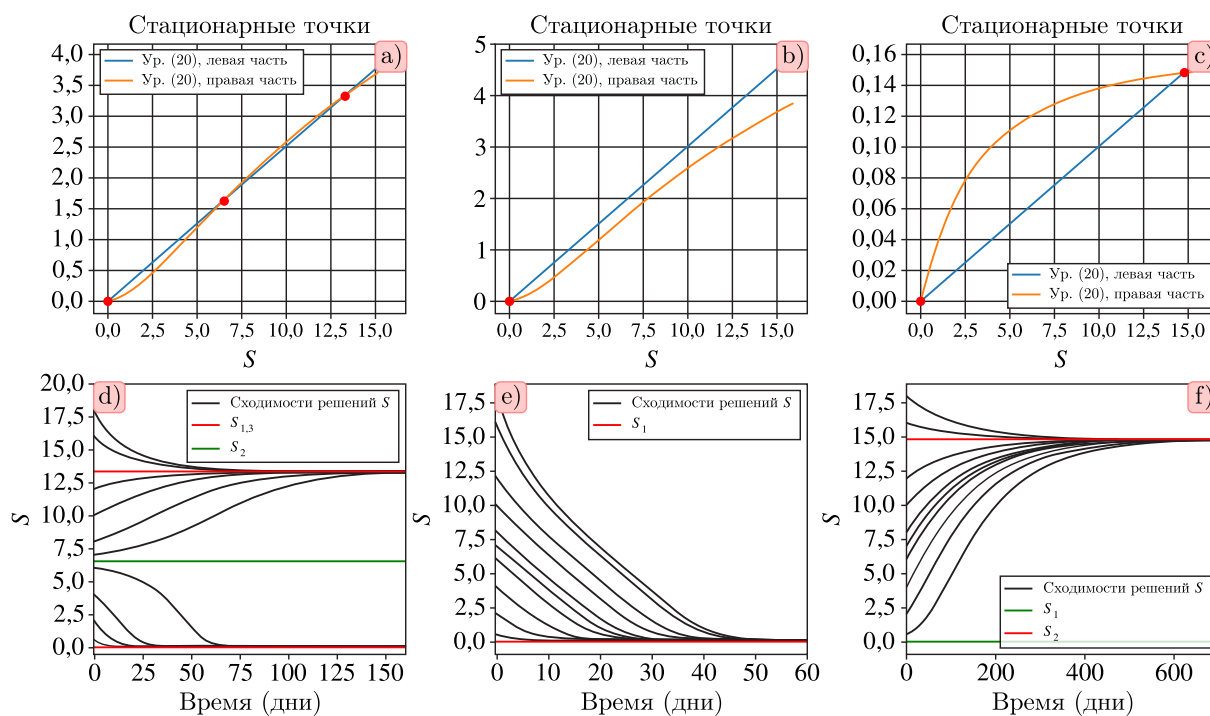 Стационарные точки
a)
Ур. (20), левая часть
Ур. (20), правая часть
4,0
3,5
3,0
2,5
2,0
1,5
1,0
0,5
0,0
0,0 2,5 5,0 7,5 10,0 12,5 15,0
S
Стационарные точки
b)
Ур. (20), левая часть
Ур. (20), правая часть
5
4
3
2
1
0
0,0 2,5 5,0 7,5 10,0 12,5 15,0
S
Стационарные точки
c)
0,16
0,14
0,12
0,10
0,08
0,06
0,04
0,02
0,00
Ур. (20), левая часть
Ур. (20), правая часть
0,0 2,5 5,0 7,5 10,0 12,5 15,0
S
d)
Сходимости решений S
S1,3
S2
20,0
17,5
15,0
12,5
10,0
7,5
5,0
2,5
0,0
S
0 25 50 75 100 125 150
Время (дни)
e)
Сходимости решений S
S1
17,5
15,0
12,5
10,0
7,5
5,0
2,5
0,0
S
0 10 20 30 40 50 60
Время (дни)
f)
17,5
15,0
12,5
10,0
7,5
5,0
2,5
0,0
S
Сходимости решений S
S1
S2
0 200 400 600
Время (дни)